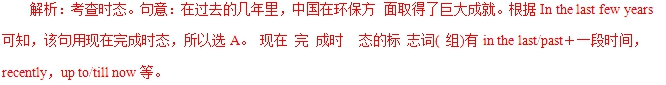 解析：考查时态。句意：在过去的几年里，中国在环保方 面取得了巨大成就。根据 In the last few years
可知，该句用现在完成时态，所以选 A。 现在 完 成时 态的标 志词( 组)有 in the last/past＋一段时间，
recently，up to/till now 等。